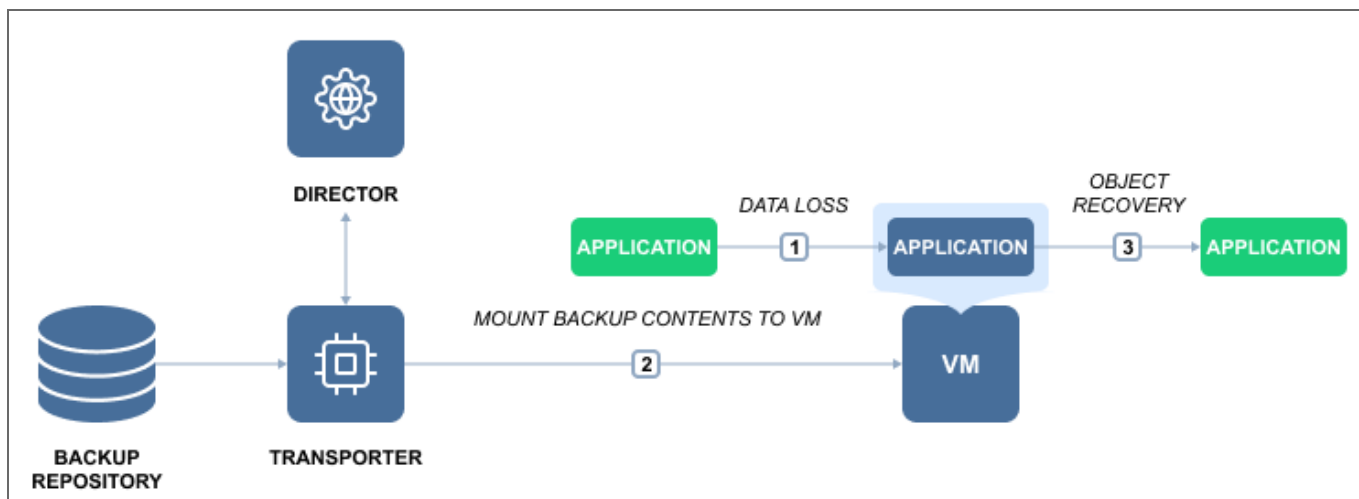 DIRECTOR
DATA LOSS
OBJECT
RECOVERY
APPLICATION
1
APPLICATION
3
APPLICATION
MOUNT BACKUP CONTENTS TO VM
2
VM
BACKUP
REPOSITORY
TRANSPORTER